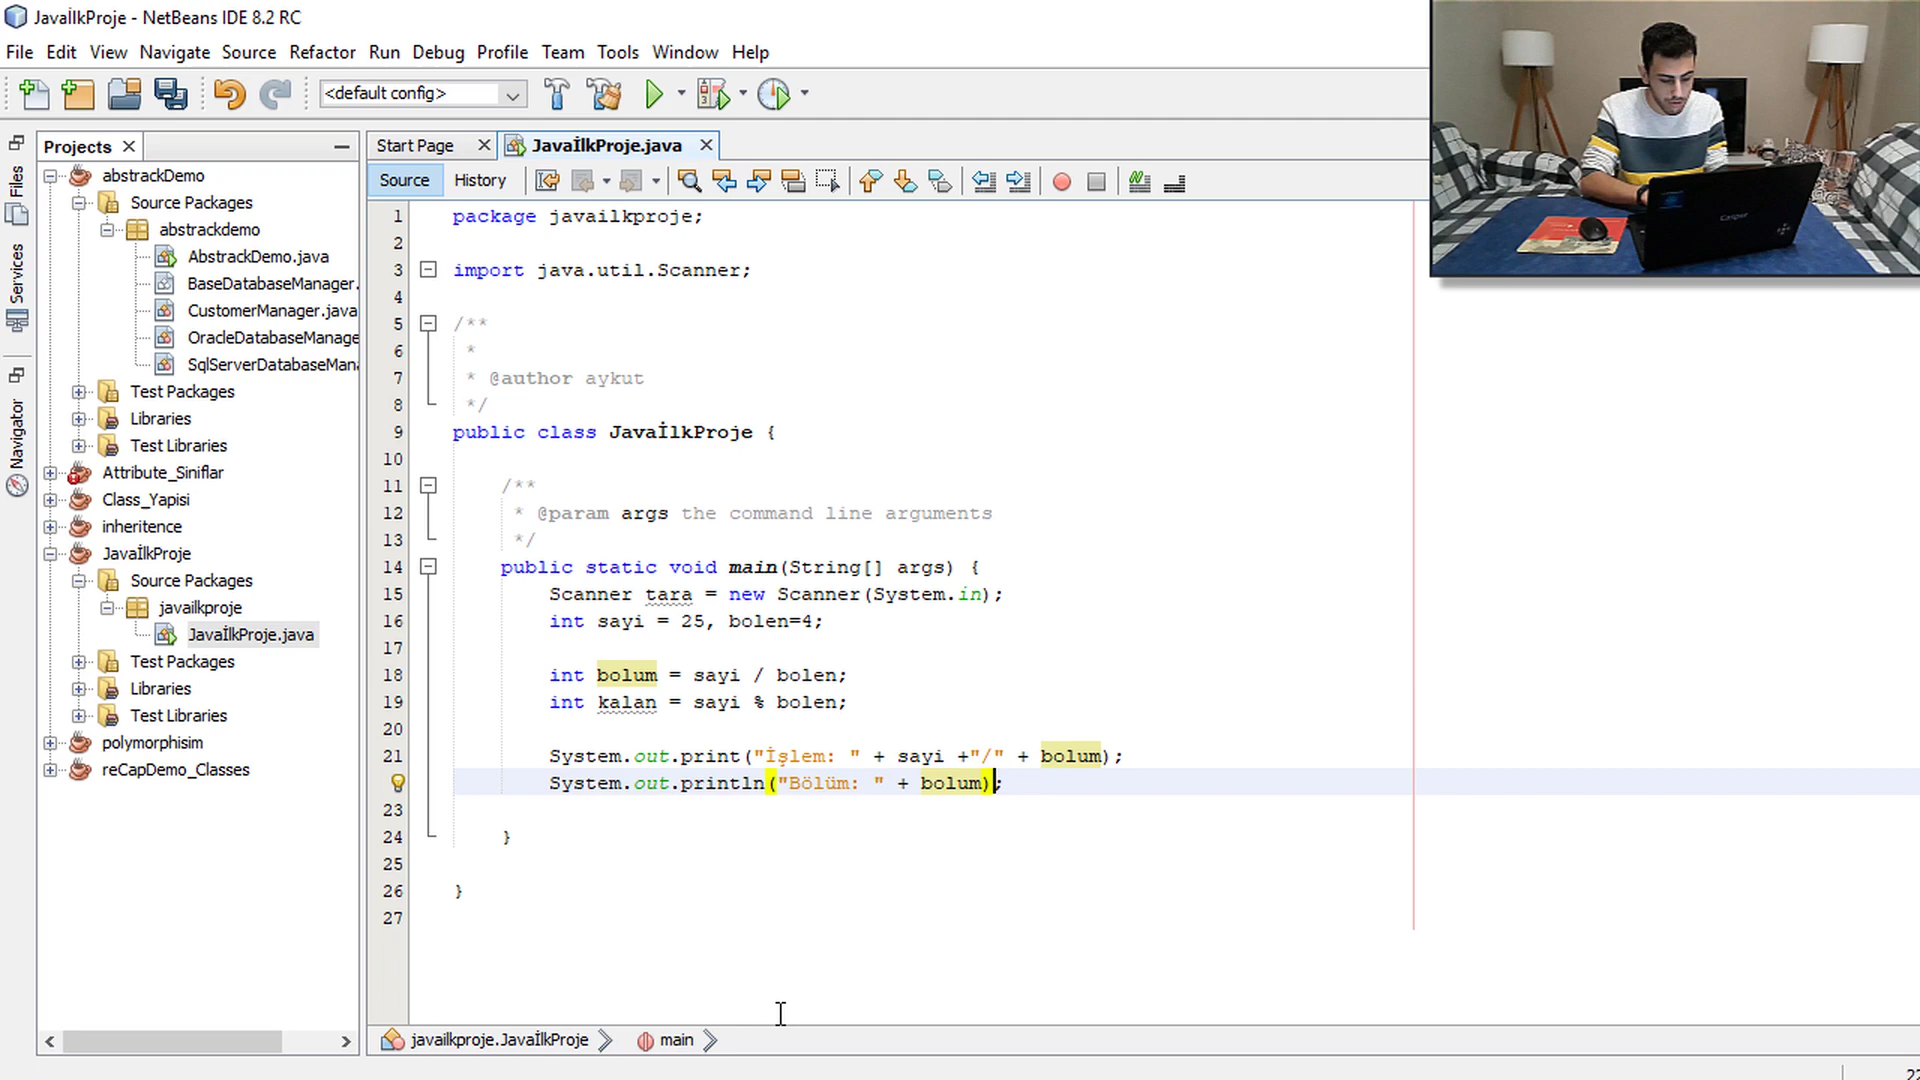 JavaİlkProje - NetBeans IDE 8.2 RC
File Edit View Navigate Source Refactor Run Debug Profile Team Tools Window Help
<default config>
Projects
Start Page JavaİlkProje.java
Source History
Files
Services
Navigator
abstrackDemo
Source Packages
abstrackdemo
AbstrackDemo.java
BaseDatabaseManager.
CustomerManager.java
OracleDatabaseManage
SqlServerDatabaseMan
Test Packages
Libraries
Test Libraries
Attribute_Siniflar
Class_Yapisi
inheritence
JavaİlkProje
Source Packages
javailkproje
JavaİlkProje.java
Test Packages
Libraries
Test Libraries
polymorphisim
reCapDemo_Classes
1 package javailkproje;
2
3 import java.util.Scanner;
4
5 /**
6 *
7 * @author aykut
8 */
9 public class JavaİlkProje {
10
11 /**
12 * @param args the command line arguments
13 */
14 public static void main(String[] args) {
15 Scanner tara = new Scanner(System.in);
16 int sayi = 25, bolen=4;
17
18 int bolum = sayi / bolen;
19 int kalan = sayi % bolen;
20
21 System.out.print("İşlem: " + sayi +"/" + bolum);
System.out.println("Bölüm: " + bolum);
23
24 }
25
26 }
27
javailkproje.JavaİlkProje main
Casper